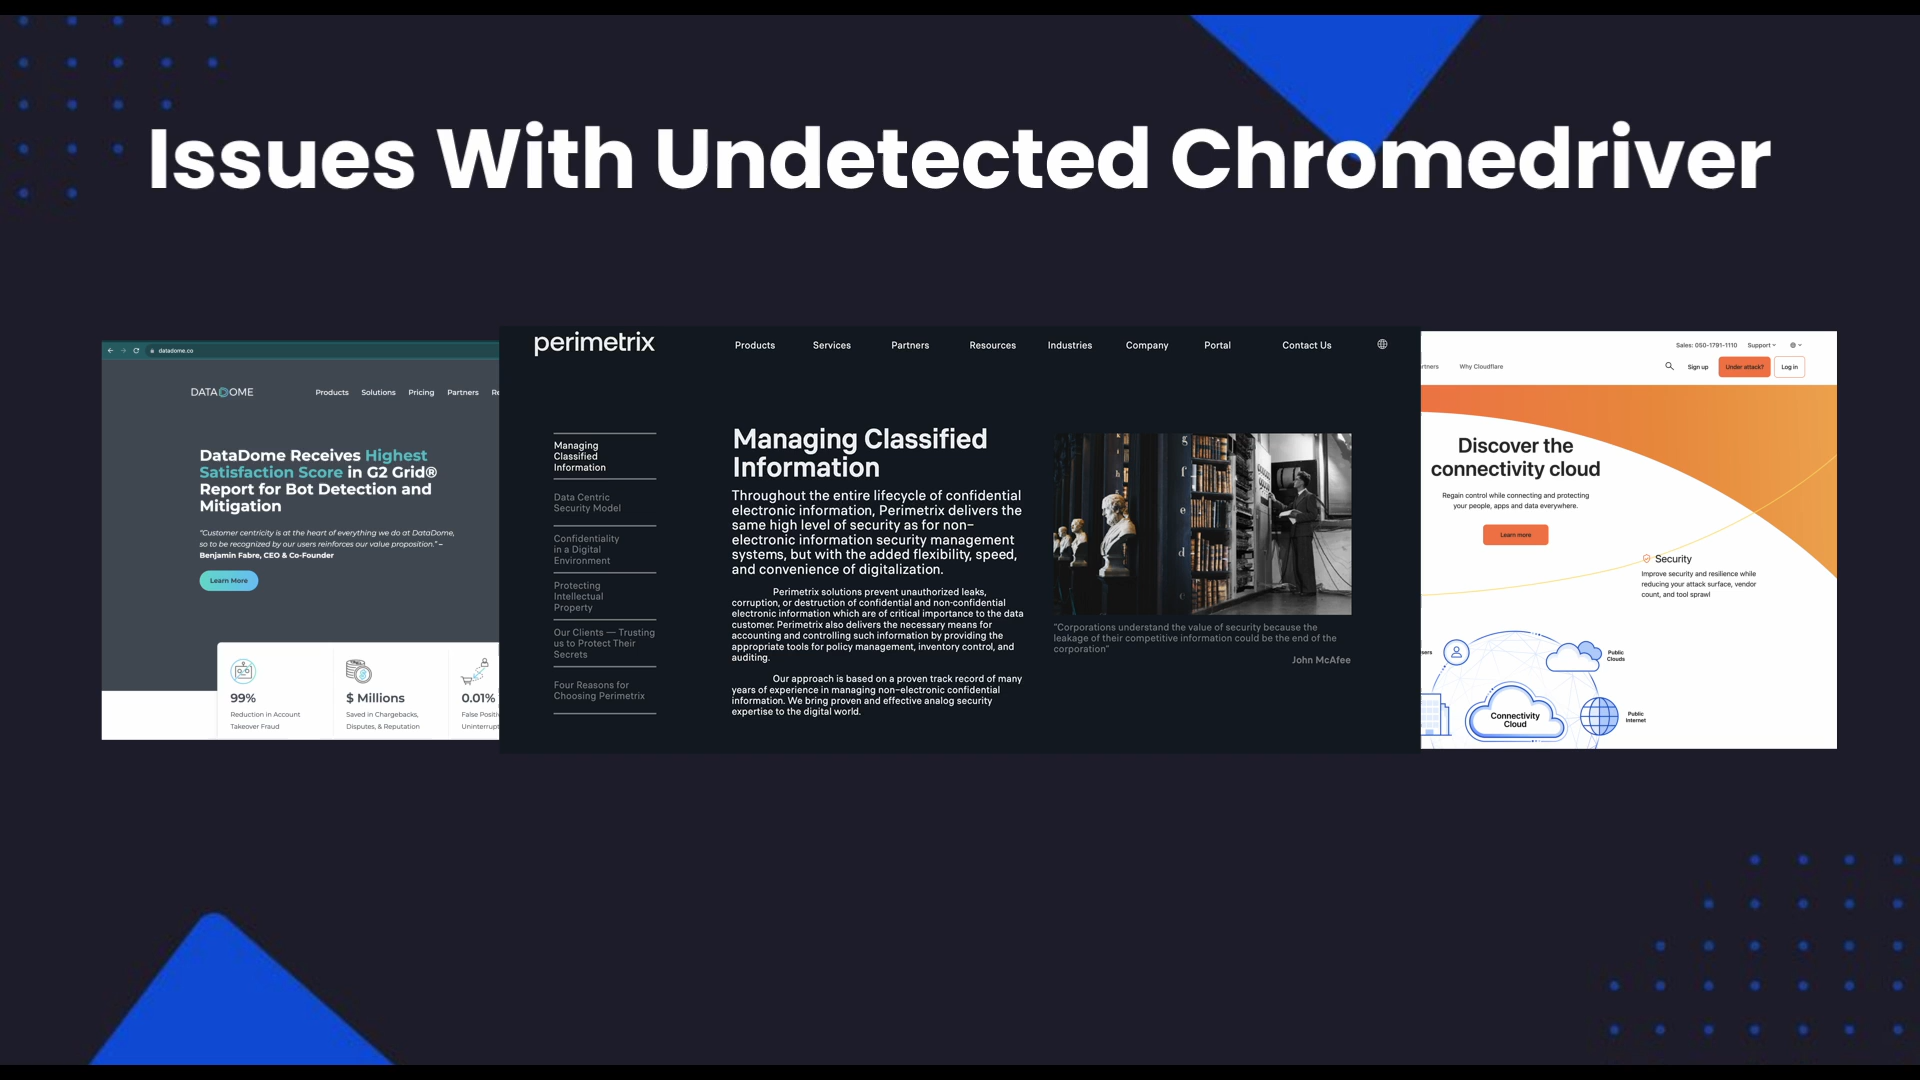 Issues With Undetected Chromedriver
datadome.co
DATADOME
Products Solutions Pricing Partners Re
DataDome Receives Highest
Satisfaction Score in G2 Grid®
Report for Bot Detection and
Mitigation
"Customer centricity is at the heart of everything we do at DataDome,
so to be recognized by our users reinforces our value proposition." –
Benjamin Fabre, CEO & Co-Founder
Learn More
99%
Reduction in Account
Takeover Fraud
$ Millions
Saved in Chargebacks,
Disputes, & Reputation
0.01%
False Positi
Uninterrupt
perimetrix
Products Services Partners Resources Industries Company Portal Contact Us
Managing
Classified
Information
Data Centric
Security Model
Confidentiality
in a Digital
Environment
Protecting
Intellectual
Property
Our Clients — Trusting
us to Protect Their
Secrets
Four Reasons for
Choosing Perimetrix
Managing Classified
Information
Throughout the entire lifecycle of confidential
electronic information, Perimetrix delivers the
same high level of security as for non–
electronic information security management
systems, but with the added flexibility, speed,
and convenience of digitalization.
Perimetrix solutions prevent unauthorized leaks,
corruption, or destruction of confidential and non-confidential
electronic information which are of critical importance to the data
customer. Perimetrix also delivers the necessary means for
accounting and controlling such information by providing the
appropriate tools for policy management, inventory control, and
auditing.
Our approach is based on a proven track record of many
years of experience in managing non–electronic confidential
information. We bring proven and effective analog security
expertise to the digital world.
g
f
e
d
c
"Corporations understand the value of security because the
leakage of their competitive information could be the end of the
corporation"
John McAfee
Sales: 050-1791-1110 Support
rtners Why Cloudflare Sign up Under attack? Log in
Discover the
connectivity cloud
Regain control while connecting and protecting
your people, apps and data everywhere.
Learn more
Security
Improve security and resilience while
reducing your attack surface, vendor
count, and tool sprawl
sers
Public
Clouds
Connectivity
Cloud
Public
Internet